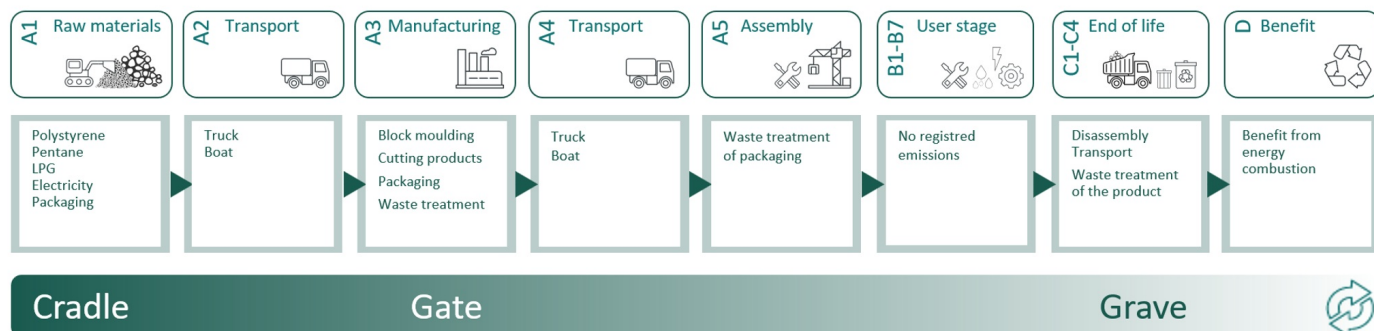 A1 Raw materials
A2 Transport
A3 Manufacturing
A4 Transport
A5 Assembly
B1-B7 User stage
C1-C4 End of life
D Benefit
Polystyrene
Pentane
LPG
Electricity
Packaging
Truck
Boat
Block moulding
Cutting products
Packaging
Waste treatment
Truck
Boat
Waste treatment
of packaging
No registred
emissions
Disassembly
Transport
Waste treatment
of the product
Benefit from
energy
combustion
Cradle
Gate
Grave